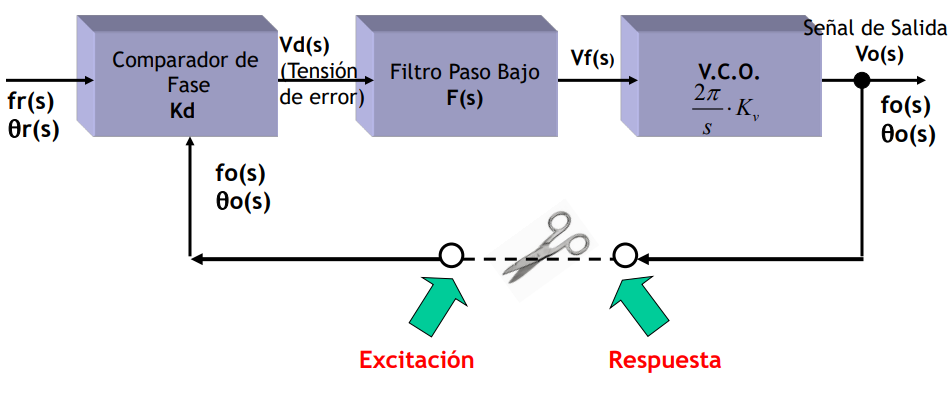 Señal de Salida
Vo(s)
Comparador de
Fase
Kd
Vd(s)
(Tensión
de error)
Filtro Paso Bajo
F(s)
Vf(s)
V.C.O.
2π
s
· Kv
fr(s)
θr(s)
fo(s)
θo(s)
fo(s)
θo(s)
Excitación
Respuesta